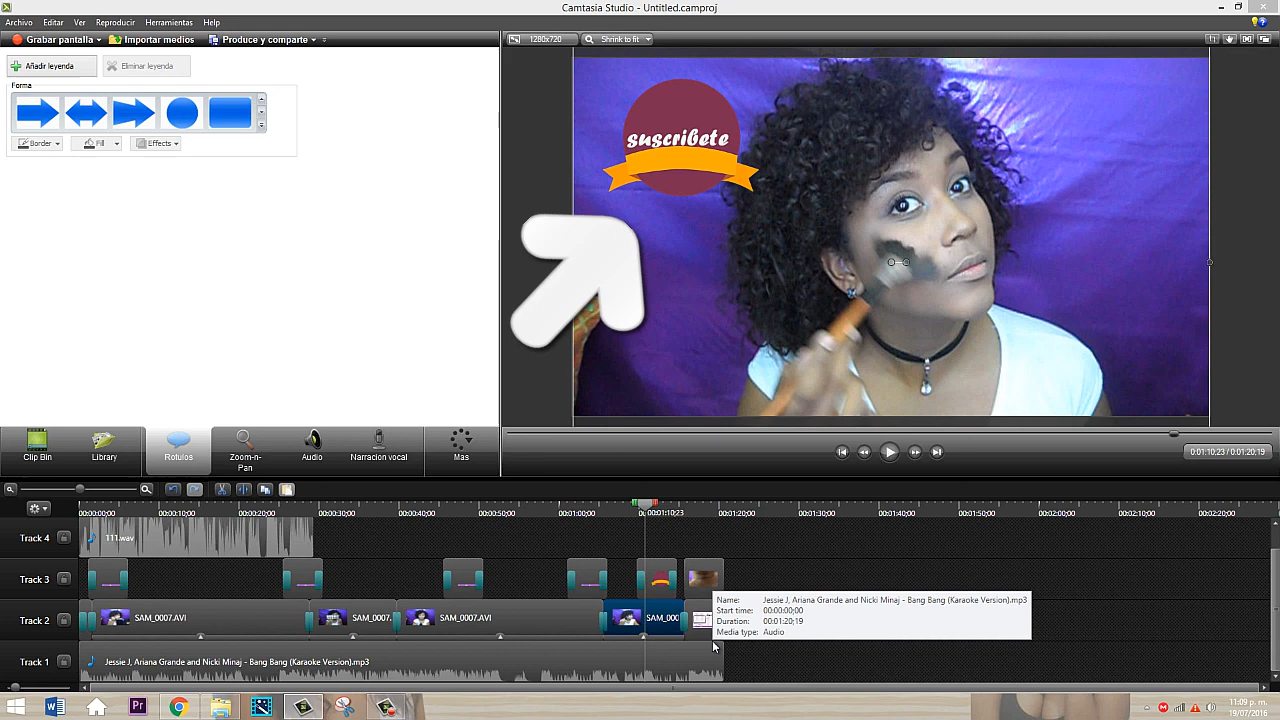 Camtasia Studio - Untitled.camproj
Archivo Editar Ver Reproducir Herramientas Help
Grabar pantalla Importar medios Produce y comparte
1280x720 Shrink to fit
Añadir leyenda Eliminar leyenda
Forma
Border Fill Effects
suscribete
Clip Bin Library Rotulos Zoom-n-Pan Audio Narracion vocal Mas
0:01:10;23 / 0:01:20;19
00:00:00;00 00:00:10;00 00:00:20;00 00:00:30;00 00:00:40;00 00:00:50;00 00:01:00;00 00:01:10;23 00:01:20;00 00:01:30;00 00:01:40;00 00:01:50;00 00:02:00;00 00:02:10;00 00:02:20;00
Track 4 111.wav
Track 3
Track 2 SAM_0007.AVI SAM_0007. SAM_0007.AVI SAM_000
Name: Jessie J, Ariana Grande and Nicki Minaj - Bang Bang (Karaoke Version).mp3
Start time: 00:00:00;00
Duration: 00:01:20;19
Media type: Audio
Track 1 Jessie J, Ariana Grande and Nicki Minaj - Bang Bang (Karaoke Version).mp3
Pr
11:09 p. m.
19/07/2016